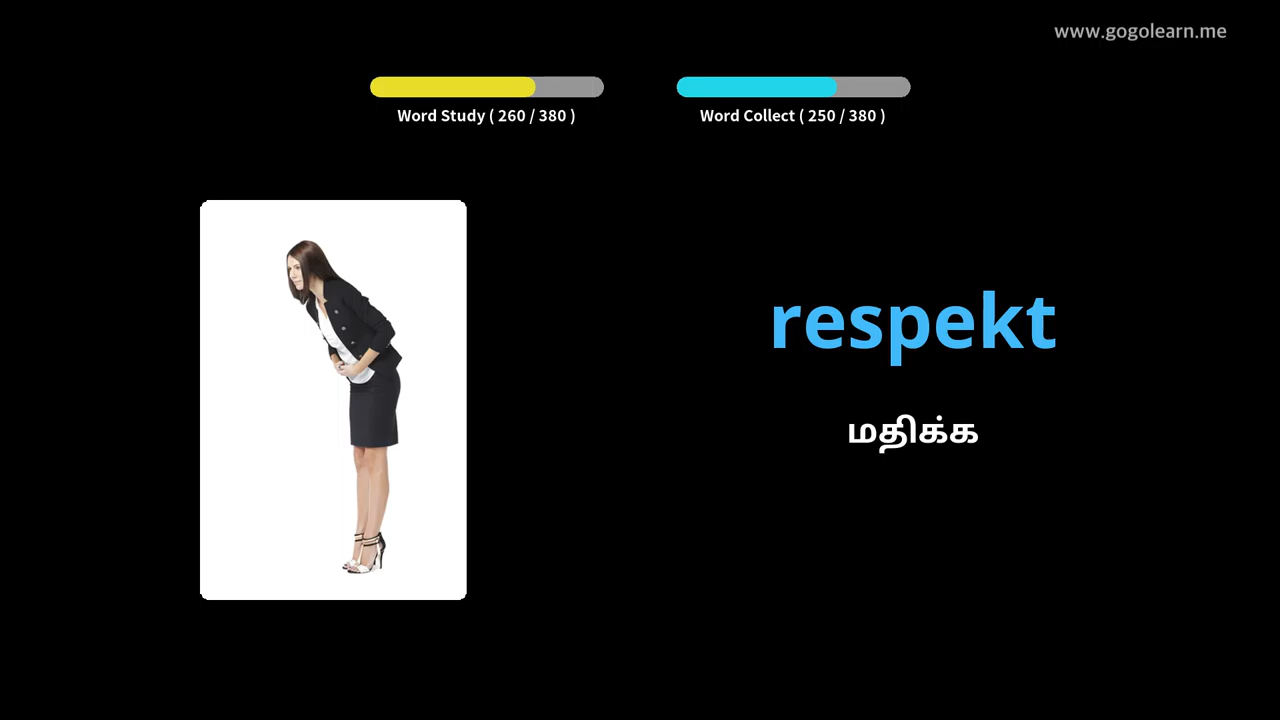 www.gogolearn.me
Word Study ( 260 / 380 )
Word Collect ( 250 / 380 )
respekt
மதிக்க